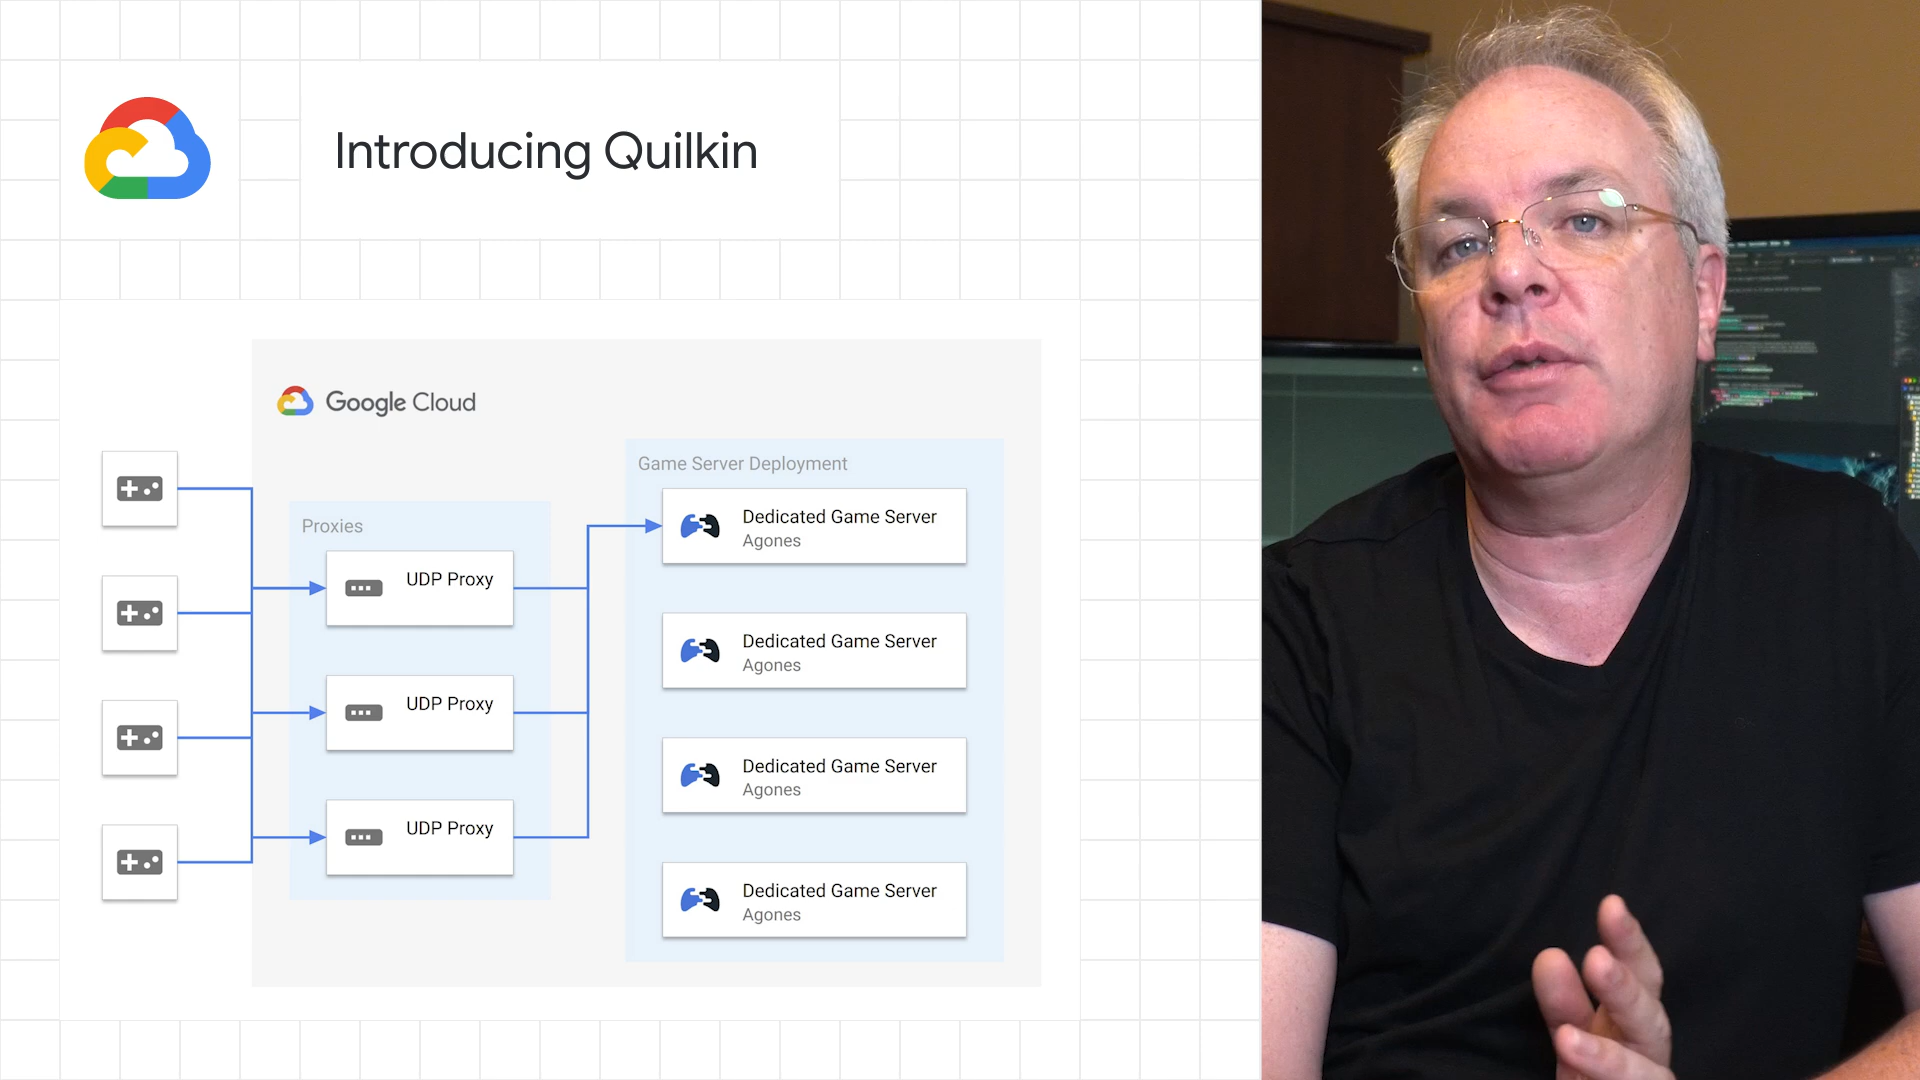 Introducing Quilkin
Google Cloud
Game Server Deployment
Proxies
Dedicated Game Server
Agones
UDP Proxy
Dedicated Game Server
Agones
UDP Proxy
Dedicated Game Server
Agones
UDP Proxy
Dedicated Game Server
Agones